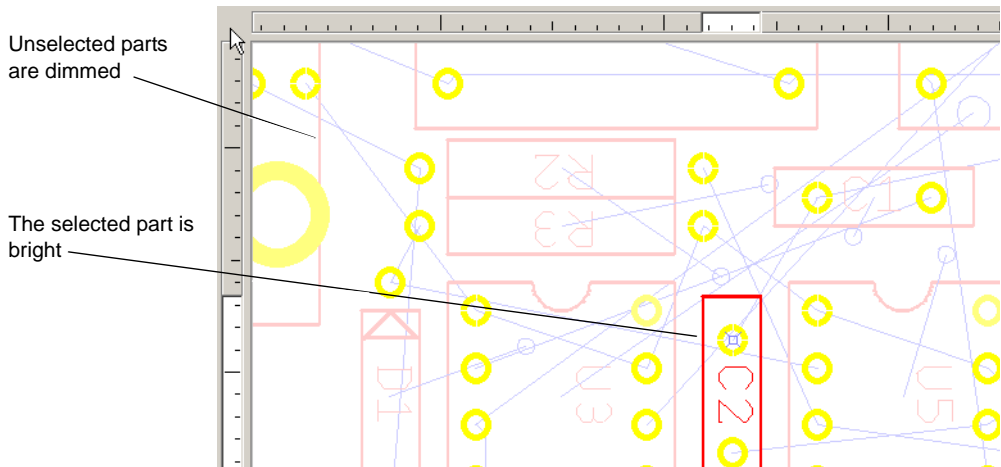 Unselected parts
are dimmed
The selected part is
bright
R2
R3
C1
D1
U3
C2
U5